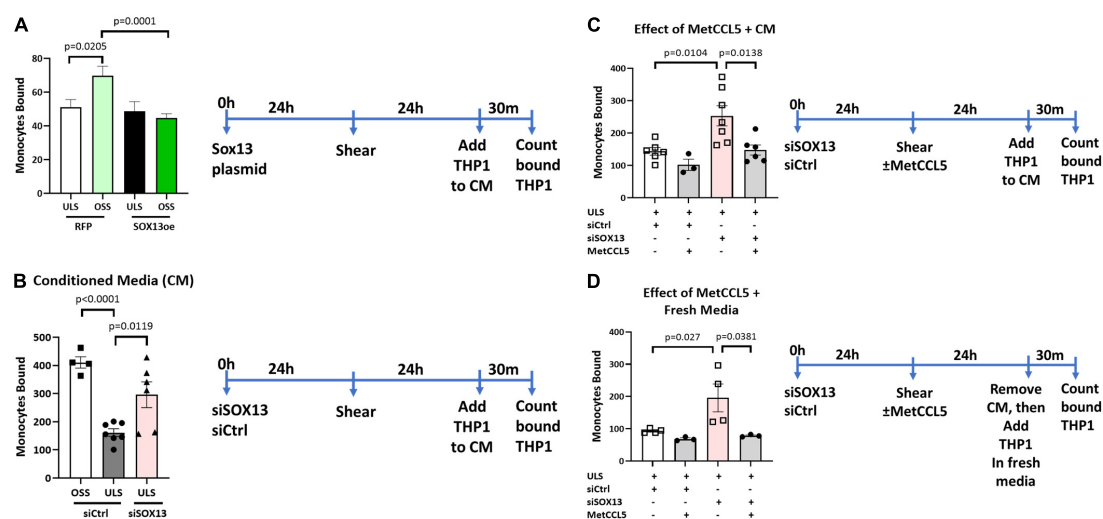 A
p=0.0001
p=0.0205
80
60
40
20
0
Monocytes Bound
ULS OSS ULS OSS
RFP SOX13oe
0h 24h 24h 30m
Sox13
plasmid
Shear
Add
THP1
to CM
Count
bound
THP1
B Conditioned Media (CM)
p<0.0001
p=0.0119
500
400
300
200
100
0
Monocytes Bound
OSS ULS ULS
siCtrl siSOX13
0h 24h 24h 30m
siSOX13
siCtrl
Shear
Add
THP1
to CM
Count
bound
THP1
C
Effect of MetCCL5 + CM
p=0.0104 p=0.0138
400
300
200
100
0
Monocytes Bound
ULS + + + +
siCtrl + + - -
siSOX13 - - + +
MetCCL5 - + - +
0h 24h 24h 30m
siSOX13
siCtrl
Shear
±MetCCL5
Add
THP1
to CM
Count
bound
THP1
D
Effect of MetCCL5 +
Fresh Media
p=0.027 p=0.0381
400
300
200
100
0
Monocytes Bound
ULS + + + +
siCtrl + + - -
siSOX13 - - + +
MetCCL5 - + - +
0h 24h 24h 30m
siSOX13
siCtrl
Shear
±MetCCL5
Remove
CM, then
Add
THP1
In fresh
media
Count
bound
THP1